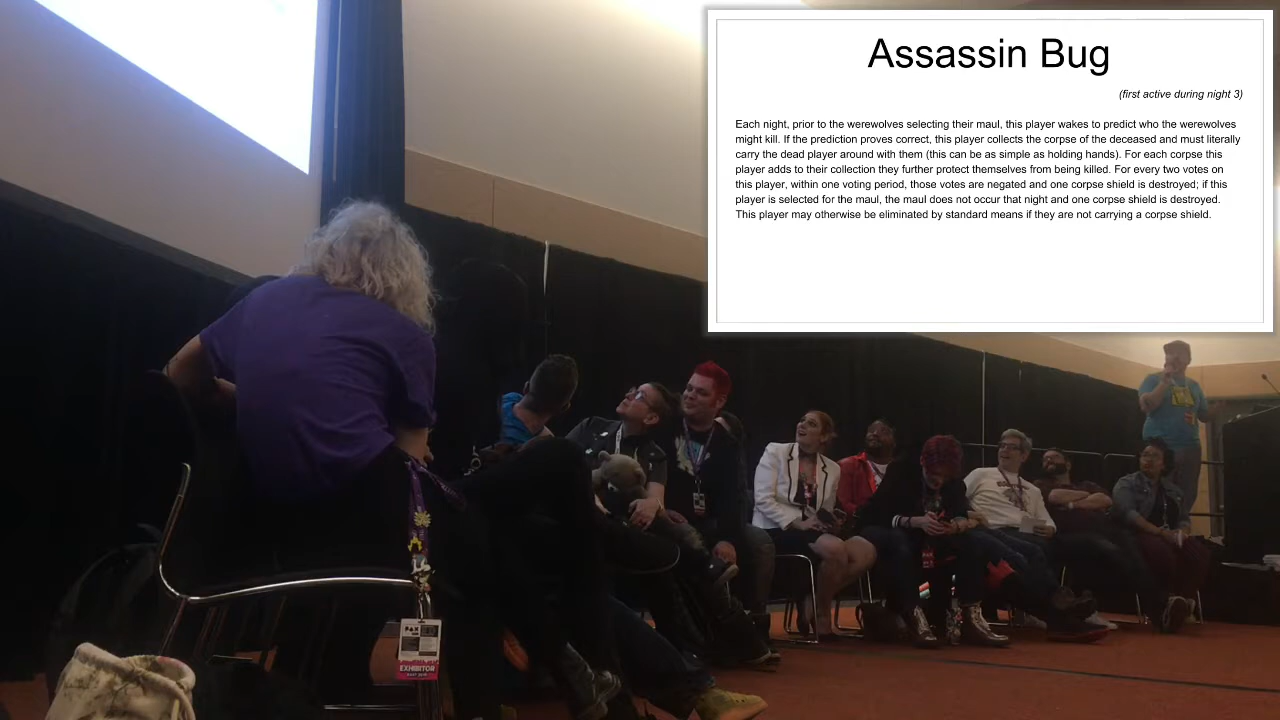 Assassin Bug
(first active during night 3)
Each night, prior to the werewolves selecting their maul, this player wakes to predict who the werewolves
might kill. If the prediction proves correct, this player collects the corpse of the deceased and must literally
carry the dead player around with them (this can be as simple as holding hands). For each corpse this
player adds to their collection they further protect themselves from being killed. For every two votes on
this player, within one voting period, those votes are negated and one corpse shield is destroyed; if this
player is selected for the maul, the maul does not occur that night and one corpse shield is destroyed.
This player may otherwise be eliminated by standard means if they are not carrying a corpse shield.
PAX
EXHIBITOR